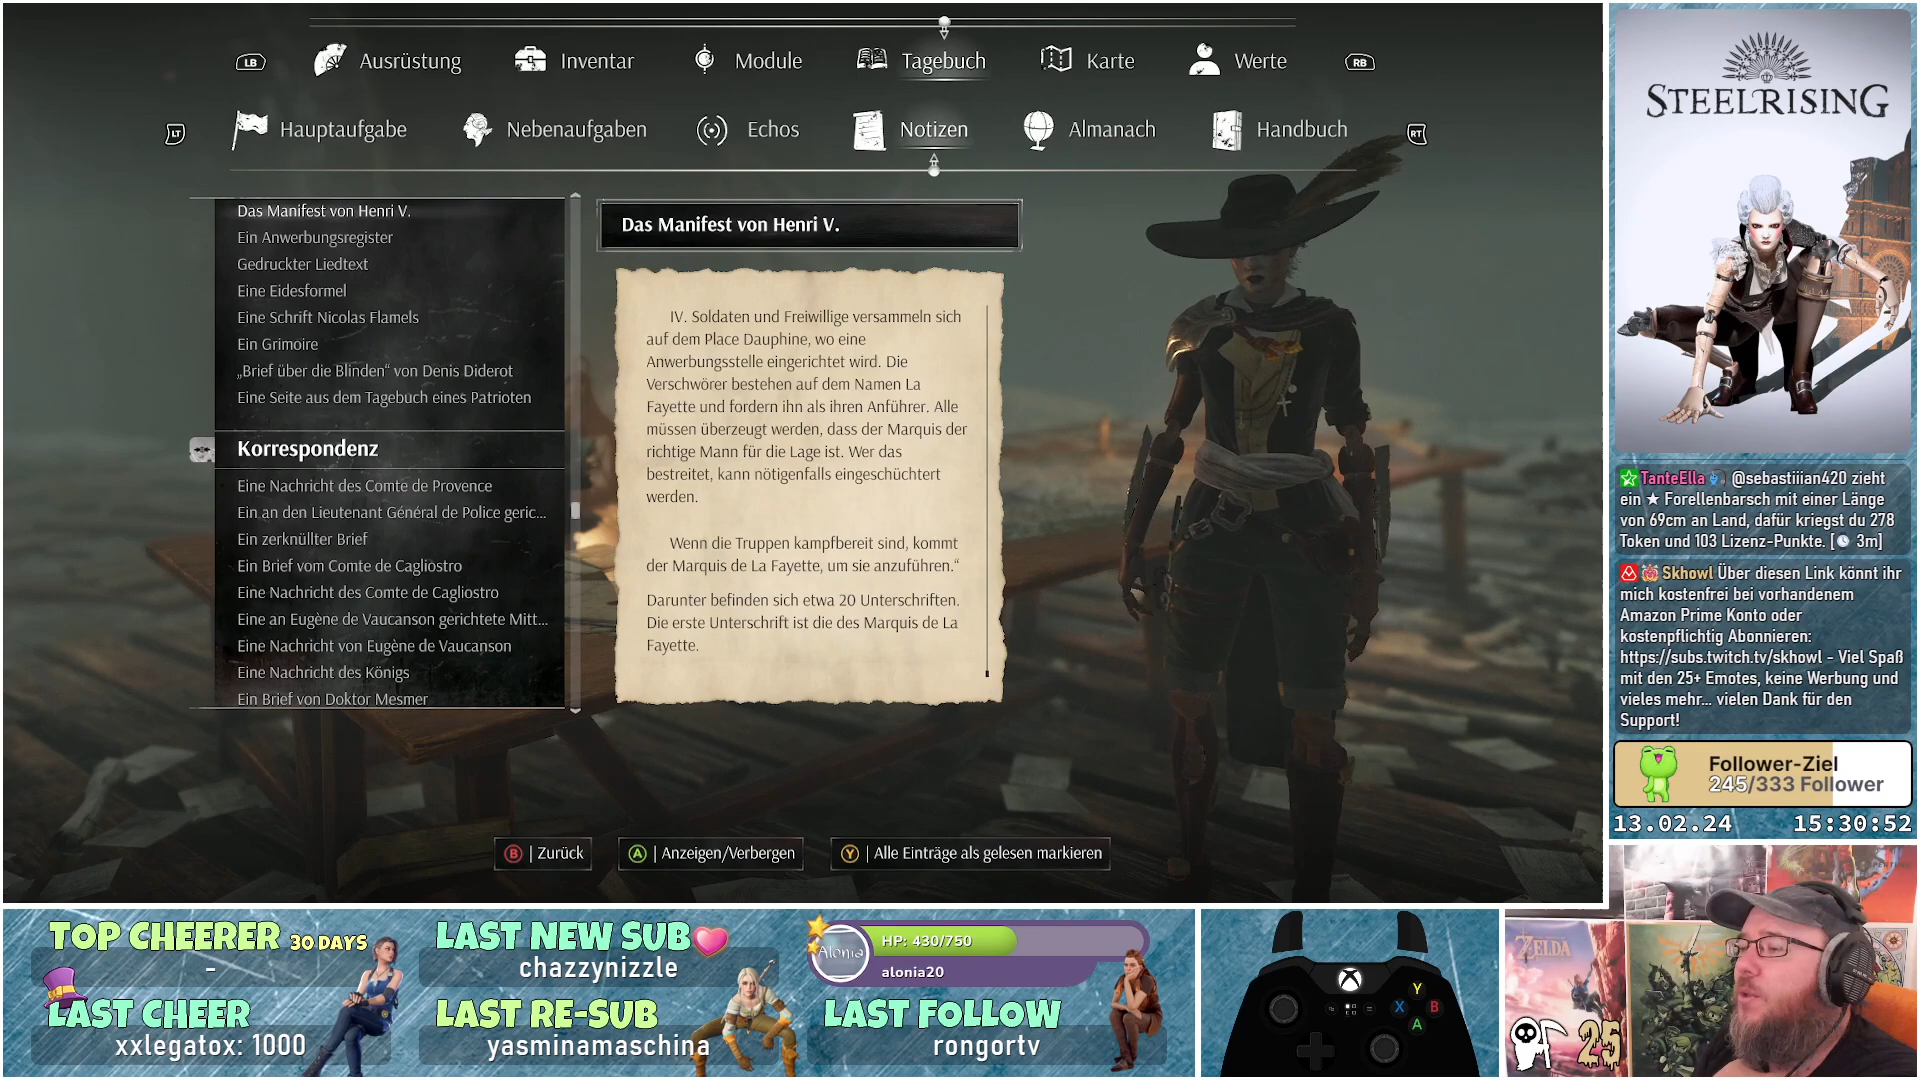 LB
Ausrüstung
Inventar
Module
Tagebuch
Karte
Werte
RB
LT
Hauptaufgabe
Nebenaufgaben
Echos
Notizen
Almanach
Handbuch
RT
Das Manifest von Henri V.
Ein Anwerbungsregister
Gedruckter Liedtext
Eine Eidesformel
Eine Schrift Nicolas Flamels
Ein Grimoire
„Brief über die Blinden“ von Denis Diderot
Eine Seite aus dem Tagebuch eines Patrioten
Korrespondenz
Eine Nachricht des Comte de Provence
Ein an den Lieutenant Général de Police geric...
Ein zerknüllter Brief
Ein Brief vom Comte de Cagliostro
Eine Nachricht des Comte de Cagliostro
Eine an Eugène de Vaucanson gerichtete Mitt...
Eine Nachricht von Eugène de Vaucanson
Eine Nachricht des Königs
Ein Brief von Doktor Mesmer
Das Manifest von Henri V.
IV. Soldaten und Freiwillige versammeln sich
auf dem Place Dauphine, wo eine
Anwerbungsstelle eingerichtet wird. Die
Verschwörer bestehen auf dem Namen La
Fayette und fordern ihn als ihren Anführer. Alle
müssen überzeugt werden, dass der Marquis der
richtige Mann für die Lage ist. Wer das
bestreitet, kann nötigenfalls eingeschüchtert
werden.
Wenn die Truppen kampfbereit sind, kommt
der Marquis de La Fayette, um sie anzuführen.“
Darunter befinden sich etwa 20 Unterschriften.
Die erste Unterschrift ist die des Marquis de La
Fayette.
B | Zurück
A | Anzeigen/Verbergen
Y | Alle Einträge als gelesen markieren
STEELRISING
TanteElla @sebastiiian420 zieht
ein ★ Forellenbarsch mit einer Länge
von 69cm an Land, dafür kriegst du 278
Token und 103 Lizenz-Punkte. [ 3m]
Skhowl Über diesen Link könnt ihr
mich kostenfrei bei vorhandenem
Amazon Prime Konto oder
kostenpflichtig Abonnieren:
https://subs.twitch.tv/skhowl - Viel Spaß
mit den 25+ Emotes, keine Werbung und
vieles mehr... vielen Dank für den
Support!
Follower-Ziel
245/333 Follower
13.02.24 15:30:52
TOP CHEERER 30 DAYS
-
LAST CHEER
xxlegatox: 1000
LAST NEW SUB
chazzynizzle
LAST RE-SUB
yasminamaschina
Alonia
HP: 430/750
alonia20
LAST FOLLOW
rongortv
Y
X
B
A
ZELDA
25